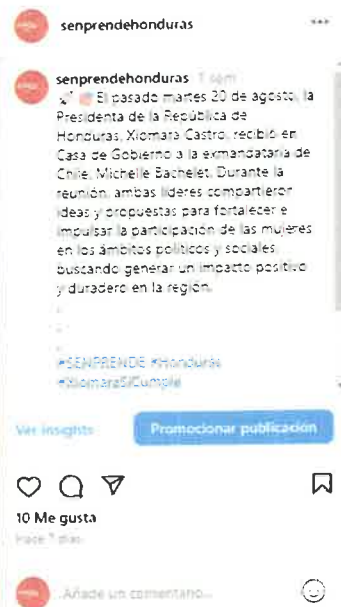 senprendehonduras
senprendehonduras 1 sem
El pasado martes 20 de agosto, la
Presidenta de la República de
Honduras, Xiomara Castro, recibió en
Casa de Gobierno a la exmandataria de
Chile, Michelle Bachelet. Durante la
reunión, ambas líderes compartieron
ideas y propuestas para fortalecer e
impulsar la participación de las mujeres
en los ámbitos políticos y sociales,
buscando generar un impacto positivo
y duradero en la región.
.
.
.
#SENPRENDE #Honduras
#XiomaraSíCumple
Ver insights
Promocionar publicación
10 Me gusta
Hace 7 días
Añade un comentario...